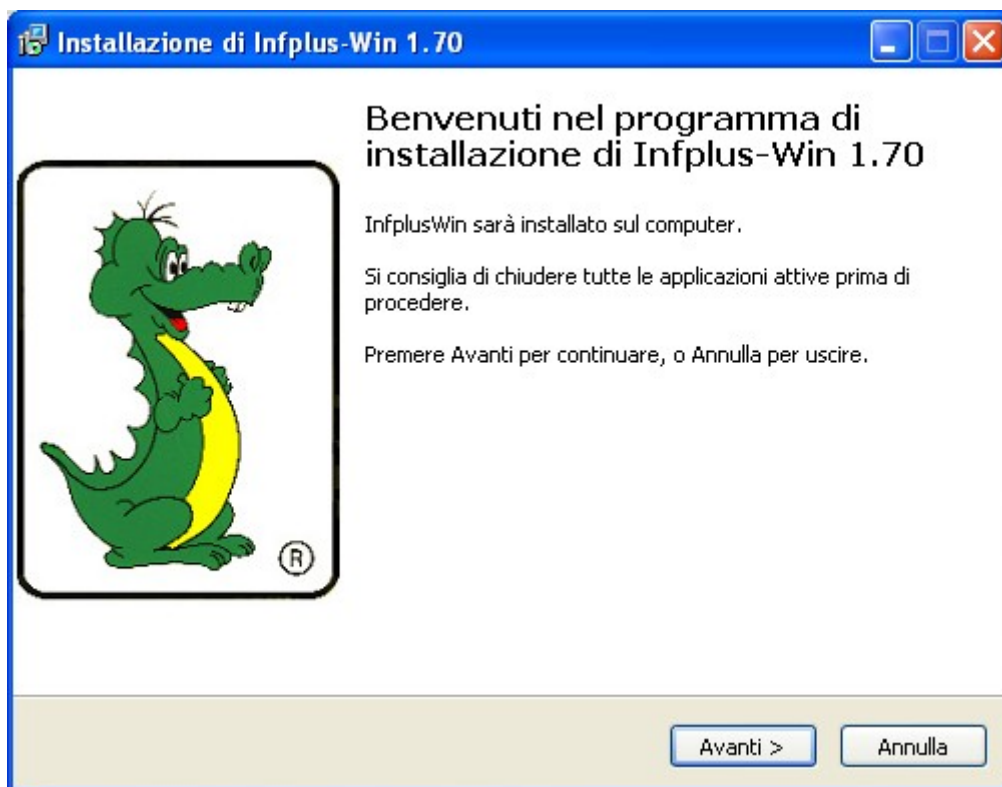 Installazione di Infplus-Win 1.70
Benvenuti nel programma di
installazione di Infplus-Win 1.70
InfplusWin sarà installato sul computer.
Si consiglia di chiudere tutte le applicazioni attive prima di
procedere.
Premere Avanti per continuare, o Annulla per uscire.
®
Avanti >
Annulla